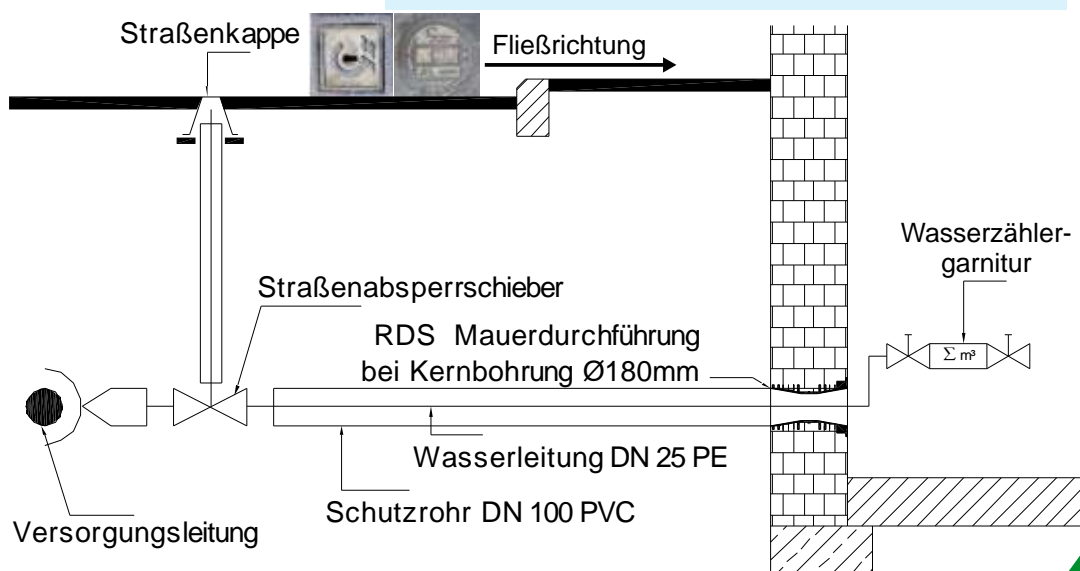 Straßenkappe
Fließrichtung
Wasserzähler-
garnitur
Straßenabsperrschieber
RDS Mauerdurchführung
bei Kernbohrung Ø180mm
Σ m³
Wasserleitung DN 25 PE
Schutzrohr DN 100 PVC
Versorgungsleitung